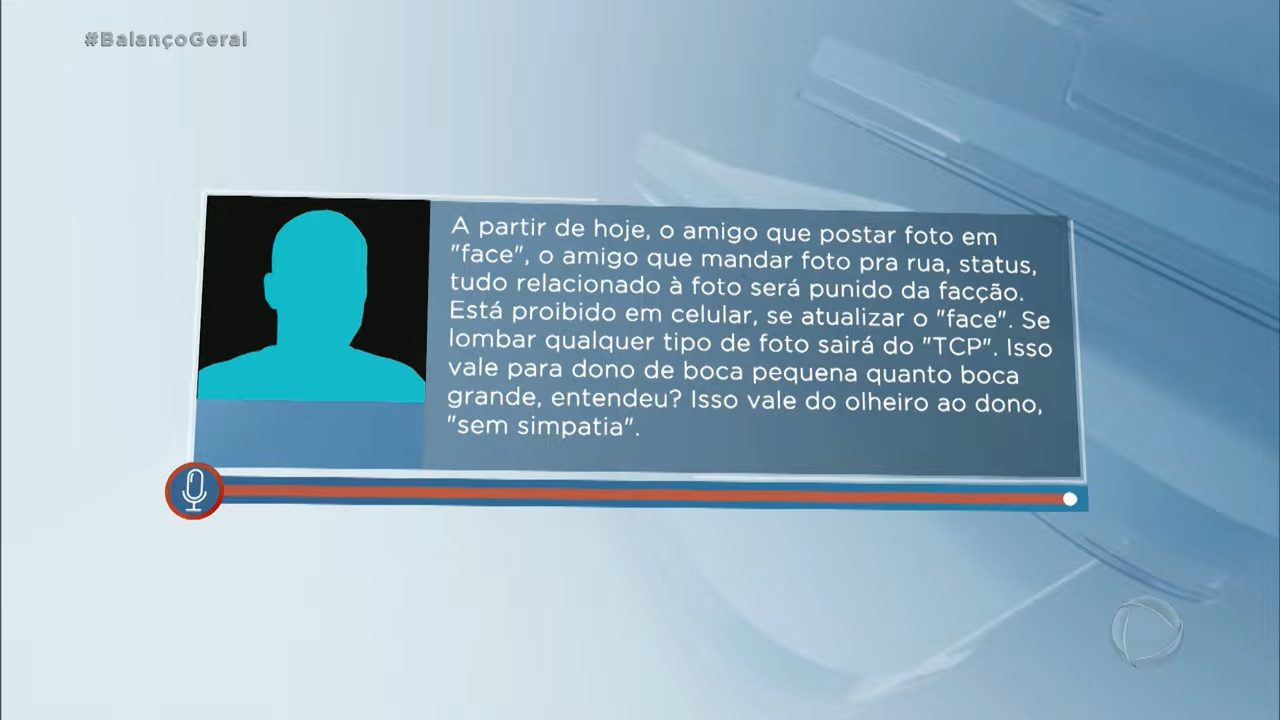 #BalançoGeral
A partir de hoje, o amigo que postar foto em
"face", o amigo que mandar foto pra rua, status,
tudo relacionado à foto será punido da facção.
Está proibido em celular, se atualizar o "face". Se
lombar qualquer tipo de foto sairá do "TCP". Isso
vale para dono de boca pequena quanto boca
grande, entendeu? Isso vale do olheiro ao dono,
"sem simpatia".